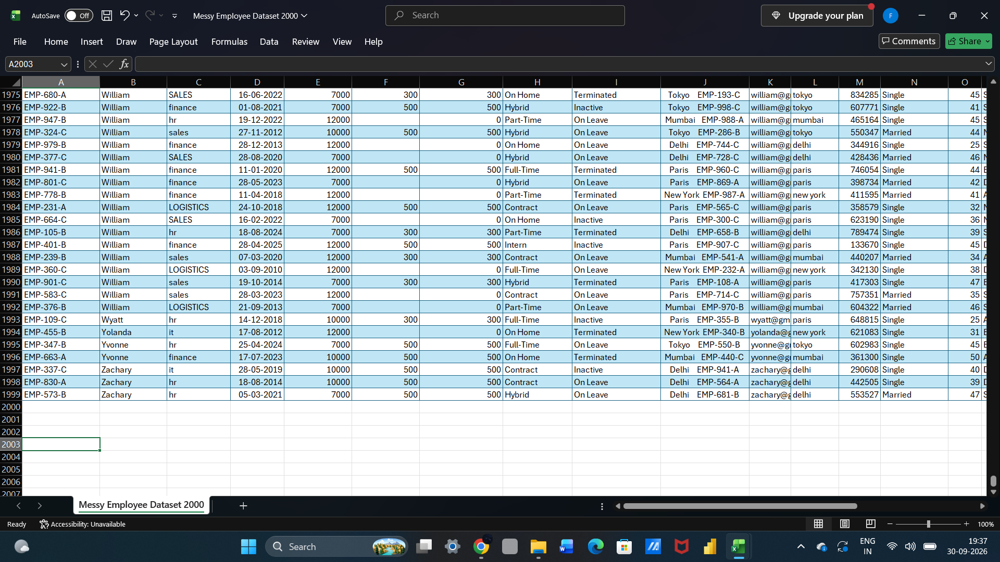 AutoSave Off Messy Employee Dataset 2000 Search Upgrade your plan F
File Home Insert Draw Page Layout Formulas Data Review View Help Comments Share
A2003 fx
A B C D E F G H I J K L M N O
1975 EMP-680-A William SALES 16-06-2022 7000 300 300 On Home Terminated Tokyo EMP-193-C william@g tokyo 834285 Single 45 S
1976 EMP-922-B William finance 01-08-2021 7000 500 500 Hybrid Inactive Tokyo EMP-998-C william@g tokyo 607771 Single 41 S
1977 EMP-947-B William hr 19-12-2022 12000 0 Part-Time On Leave Mumbai EMP-988-A william@g mumbai 465164 Single 45 S
1978 EMP-324-C William sales 27-11-2012 10000 500 500 Hybrid On Leave Tokyo EMP-286-B william@g tokyo 550347 Married 44 N
1979 EMP-979-B William finance 28-12-2013 12000 0 On Home On Leave Delhi EMP-744-C william@g delhi 344916 Single 25 S
1980 EMP-377-C William SALES 28-08-2020 7000 0 Hybrid On Leave Delhi EMP-728-C william@g delhi 428436 Married 46 N
1981 EMP-941-B William finance 11-01-2020 12000 500 500 Full-Time Terminated Paris EMP-960-C william@g paris 746054 Single 44 E
1982 EMP-801-C William finance 28-05-2023 7000 0 Hybrid On Leave Paris EMP-869-A william@g paris 398734 Married 42 D
1983 EMP-778-B William finance 11-04-2018 12000 0 Part-Time Terminated New York EMP-987-A william@g new york 411595 Married 41 A
1984 EMP-231-A William LOGISTICS 24-10-2018 12000 500 500 Contract On Leave Paris EMP-565-C william@g paris 358579 Single 32 N
1985 EMP-664-C William SALES 16-02-2022 7000 0 On Home Inactive Paris EMP-300-C william@g paris 623190 Single 36 N
1986 EMP-105-B William hr 18-08-2024 7000 300 300 Part-Time Terminated Delhi EMP-658-B william@g delhi 789474 Single 39 S
1987 EMP-401-B William finance 28-04-2025 12000 500 500 Intern Inactive Paris EMP-907-C william@g paris 133670 Single 45 D
1988 EMP-239-B William sales 07-03-2020 12000 300 300 Contract On Leave Mumbai EMP-541-A william@g mumbai 440207 Married 34 A
1989 EMP-360-C William LOGISTICS 03-09-2010 12000 0 Full-Time On Leave New York EMP-232-A william@g new york 342130 Single 38 D
1990 EMP-901-C William sales 19-10-2014 7000 300 300 Hybrid Terminated Paris EMP-108-A william@g paris 417303 Single 47 E
1991 EMP-583-C William sales 28-03-2023 12000 0 Contract On Leave Paris EMP-714-C william@g paris 757351 Married 35 S
1992 EMP-376-B William LOGISTICS 21-09-2013 7000 0 Part-Time On Leave Mumbai EMP-970-B william@g mumbai 604322 Married 46 S
1993 EMP-109-C Wyatt hr 14-12-2018 10000 300 300 Full-Time Inactive Paris EMP-355-B wyatt@gm paris 648815 Single 25 A
1994 EMP-455-B Yolanda it 17-08-2012 12000 0 On Home Terminated New York EMP-340-B yolanda@g new york 621083 Single 31 E
1995 EMP-347-B Yvonne hr 25-04-2024 7000 500 500 Full-Time On Leave Tokyo EMP-550-B yvonne@g tokyo 602983 Single 45 E
1996 EMP-663-A Yvonne finance 17-07-2023 10000 500 500 On Home Terminated Mumbai EMP-440-C yvonne@g mumbai 361300 Single 50 A
1997 EMP-337-C Zachary it 28-05-2019 10000 500 500 Contract Inactive Delhi EMP-941-A zachary@g delhi 290608 Single 40 D
1998 EMP-830-A Zachary hr 18-08-2014 10000 500 500 Contract On Leave Delhi EMP-564-A zachary@g delhi 442505 Single 39 D
1999 EMP-573-B Zachary hr 05-03-2021 7000 500 500 Hybrid On Leave Delhi EMP-681-B zachary@g delhi 553527 Married 47 S
2000
2001
2002
2003
2004
2005
2006
2007
Messy Employee Dataset 2000
Ready Accessibility: Unavailable 100%
Search ENG IN 19:37 30-09-2026